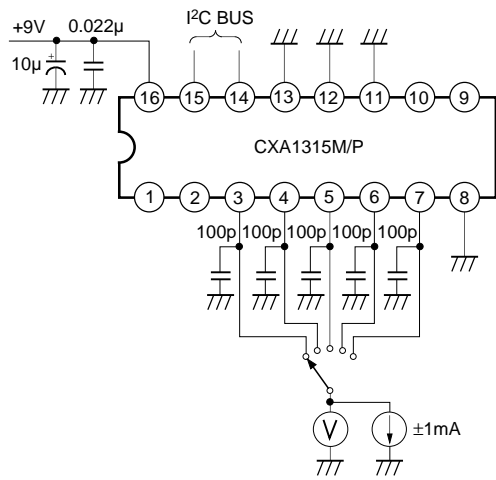 I²C BUS
+9V 0.022μ
10μ
+
16 15 14 13 12 11 10 9
CXA1315M/P
1 2 3 4 5 6 7 8
100p 100p 100p 100p 100p
V ±1mA